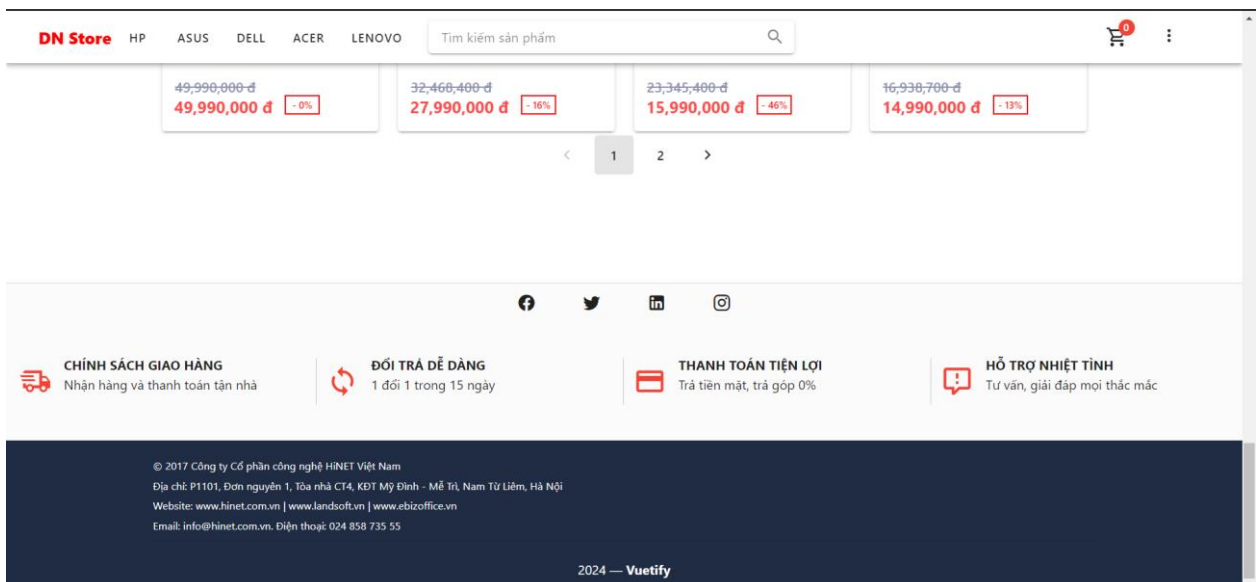 DN Store HP ASUS DELL ACER LENOVO Tìm kiếm sản phẩm 0
49,990,000 đ 32,468,400 đ 23,345,400 đ 16,938,700 đ
49,990,000 đ - 0% 27,990,000 đ - 16% 15,990,000 đ - 46% 14,990,000 đ - 13%
1 2
CHÍNH SÁCH GIAO HÀNG ĐỔI TRẢ DỄ DÀNG THANH TOÁN TIỆN LỢI HỖ TRỢ NHIỆT TÌNH
Nhận hàng và thanh toán tận nhà 1 đổi 1 trong 15 ngày Trả tiền mặt, trả góp 0% Tư vấn, giải đáp mọi thắc mắc
© 2017 Công ty Cổ phần công nghệ HiNET Việt Nam
Địa chỉ: P1101, Đơn nguyên 1, Tòa nhà CT4, KĐT Mỹ Đình - Mễ Trì, Nam Từ Liêm, Hà Nội
Website: www.hinet.com.vn | www.landsoft.vn | www.ebizoffice.vn
Email: info@hinet.com.vn. Điện thoại: 024 858 735 55
2024 — Vuetify